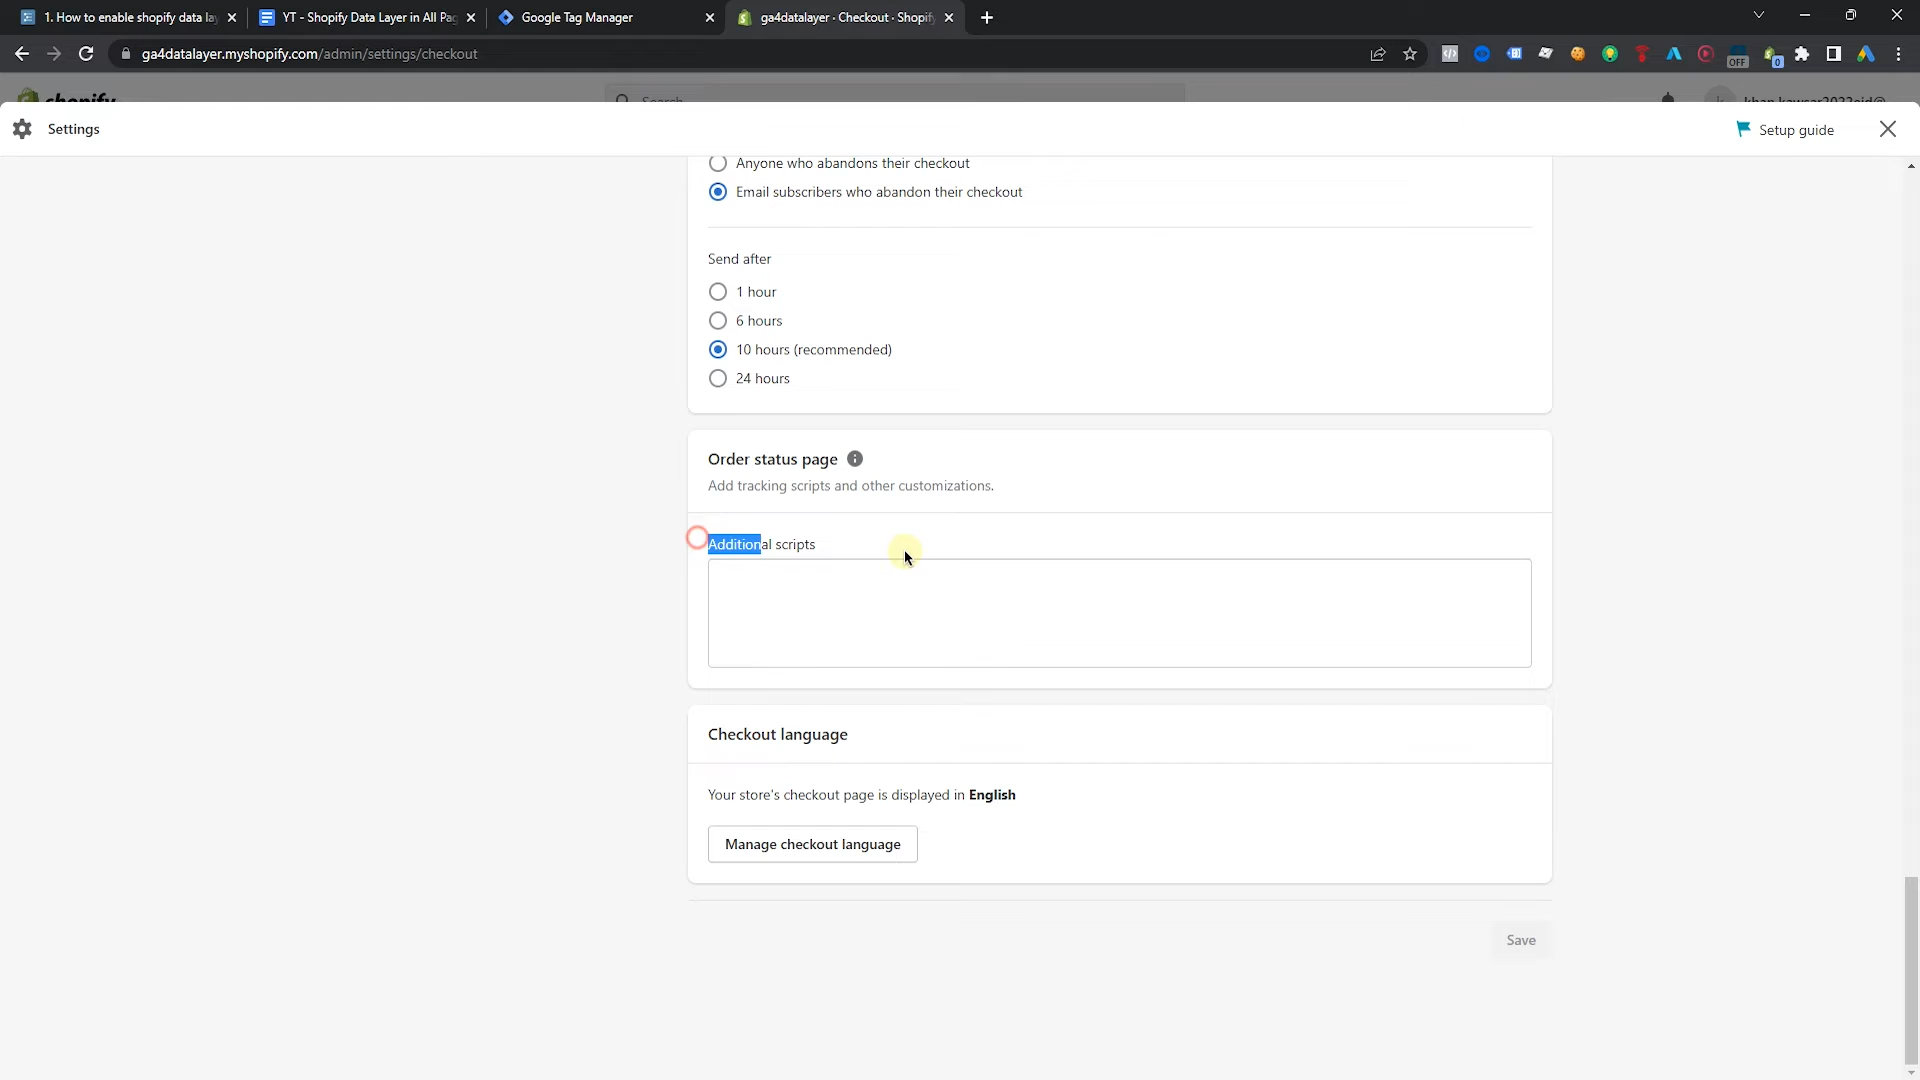 1. How to enable shopify data la
YT - Shopify Data Layer in All Pag
Google Tag Manager
ga4datalayer · Checkout · Shopify
ga4datalayer.myshopify.com/admin/settings/checkout
OFF
0
shopify
Search
khan.kawsar2022eid@
Settings
Setup guide
Anyone who abandons their checkout
Email subscribers who abandon their checkout
Send after
1 hour
6 hours
10 hours (recommended)
24 hours
Order status page
Add tracking scripts and other customizations.
Additional scripts
Checkout language
Your store's checkout page is displayed in English
Manage checkout language
Save